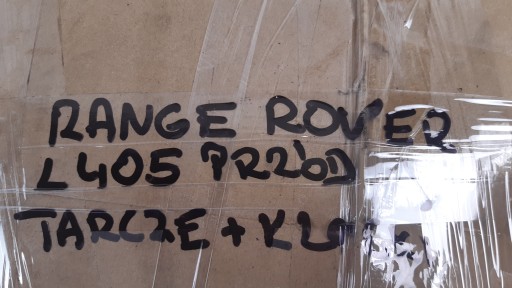 RANGE ROVER
L405 PRZÓD
TARCZE +